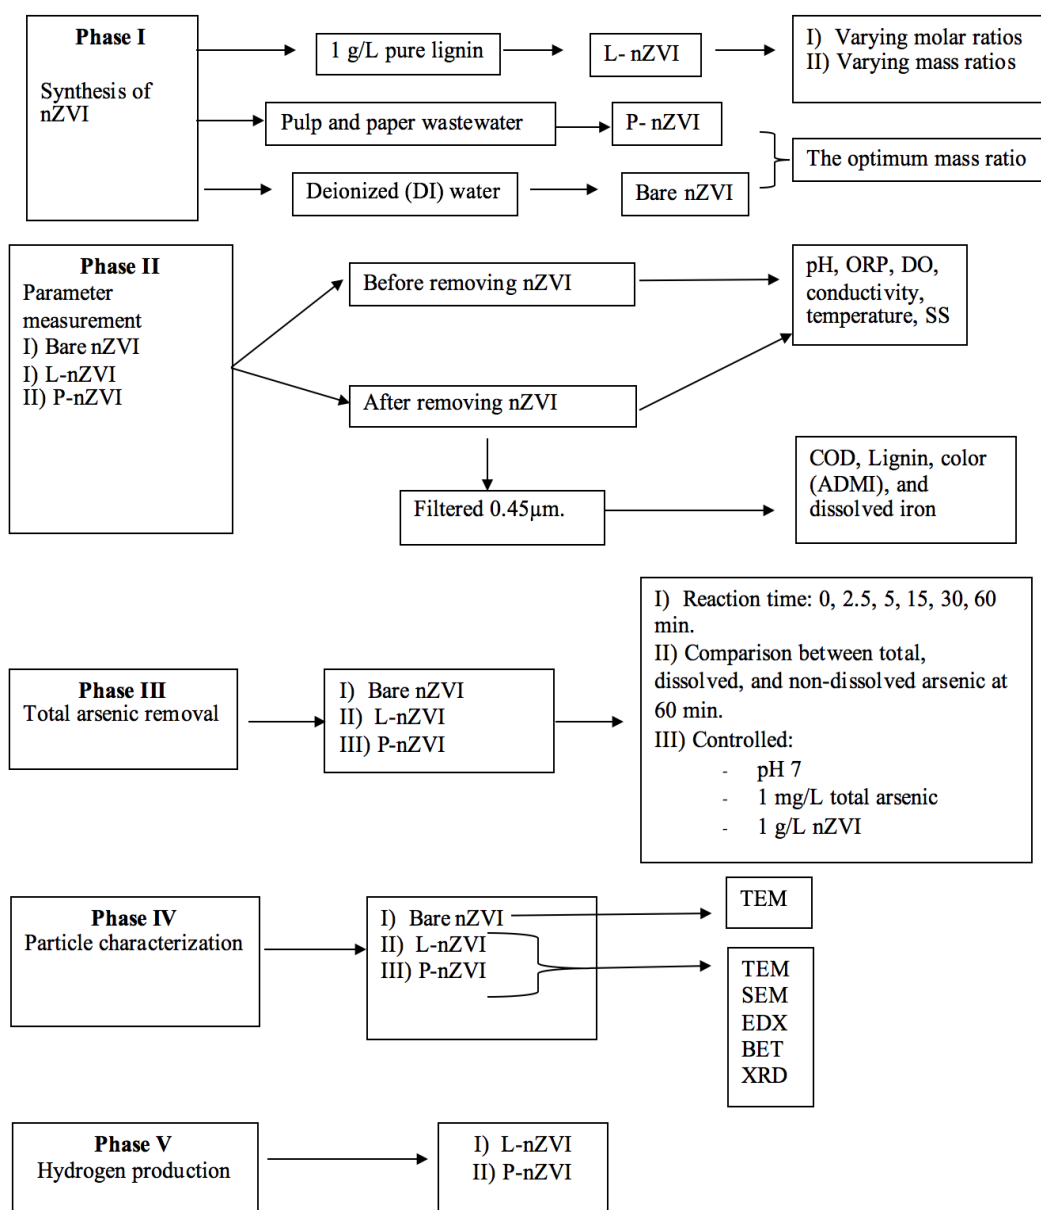 Phase I
Synthesis of
nZVI
1 g/L pure lignin
L- nZVI
I) Varying molar ratios
II) Varying mass ratios
Pulp and paper wastewater
P- nZVI
The optimum mass ratio
Deionized (DI) water
Bare nZVI
Phase II
Parameter
measurement
I) Bare nZVI
I) L-nZVI
II) P-nZVI
Before removing nZVI
pH, ORP, DO,
conductivity,
temperature, SS
After removing nZVI
Filtered 0.45µm.
COD, Lignin, color
(ADMI), and
dissolved iron
Phase III
Total arsenic removal
I) Bare nZVI
II) L-nZVI
III) P-nZVI
I) Reaction time: 0, 2.5, 5, 15, 30, 60
min.
II) Comparison between total,
dissolved, and non-dissolved arsenic at
60 min.
III) Controlled:
- pH 7
- 1 mg/L total arsenic
- 1 g/L nZVI
Phase IV
Particle characterization
I) Bare nZVI
II) L-nZVI
III) P-nZVI
TEM
TEM
SEM
EDX
BET
XRD
Phase V
Hydrogen production
I) L-nZVI
II) P-nZVI